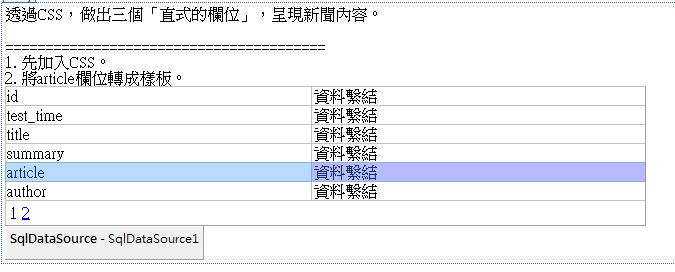 透過CSS，做出三個「直式的欄位」，呈現新聞內容。
========================================
1. 先加入CSS。
2. 將article欄位轉成樣板。
id 資料繫結
test_time 資料繫結
title 資料繫結
summary 資料繫結
article 資料繫結
author 資料繫結
1 2
SqlDataSource - SqlDataSource1